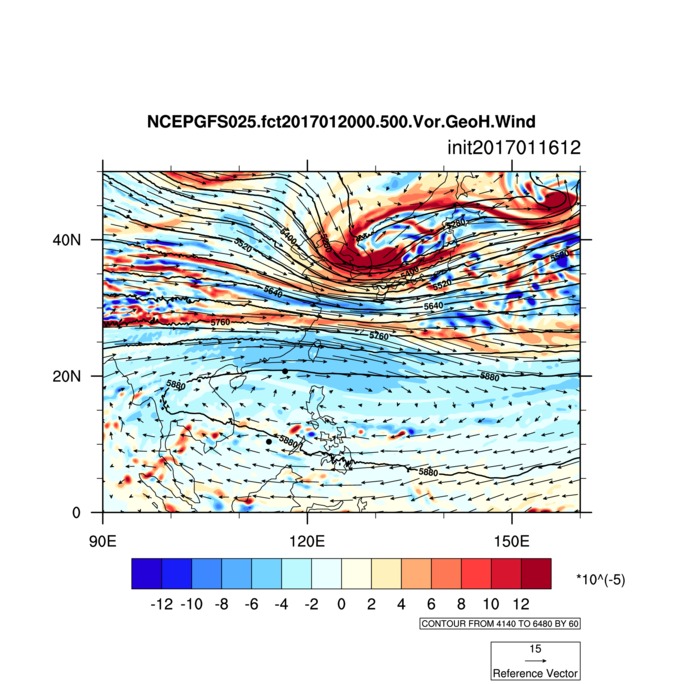 NCEPGFS025.fct2017012000.500.Vor.GeoH.Wind
init2017011612
5280
40N
5400
5520
5400
5520
5640
5640
5760
5760
5880
20N
5880
5880
5880
0
90E 120E 150E
-12 -10 -8 -6 -4 -2 0 2 4 6 8 10 12
*10^(-5)
CONTOUR FROM 4140 TO 6480 BY 60
15
Reference Vector